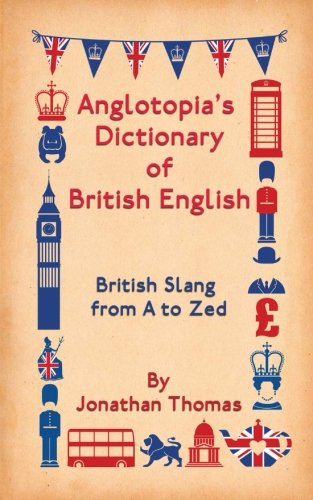 Anglotopia's
Dictionary
of
British English
British Slang
from A to Zed
By
Jonathan Thomas